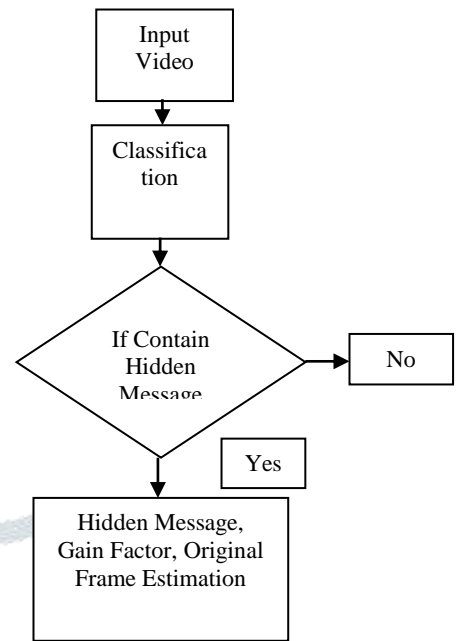 Input
Video
Classifica
tion
If Contain
Hidden
Message
No
Yes
Hidden Message,
Gain Factor, Original
Frame Estimation